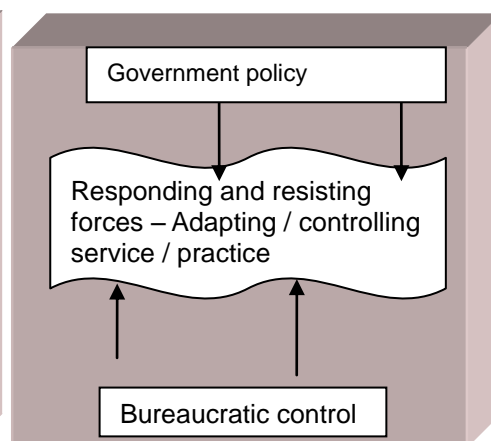 Government policy
Responding and resisting
forces – Adapting / controlling
service / practice
Bureaucratic control